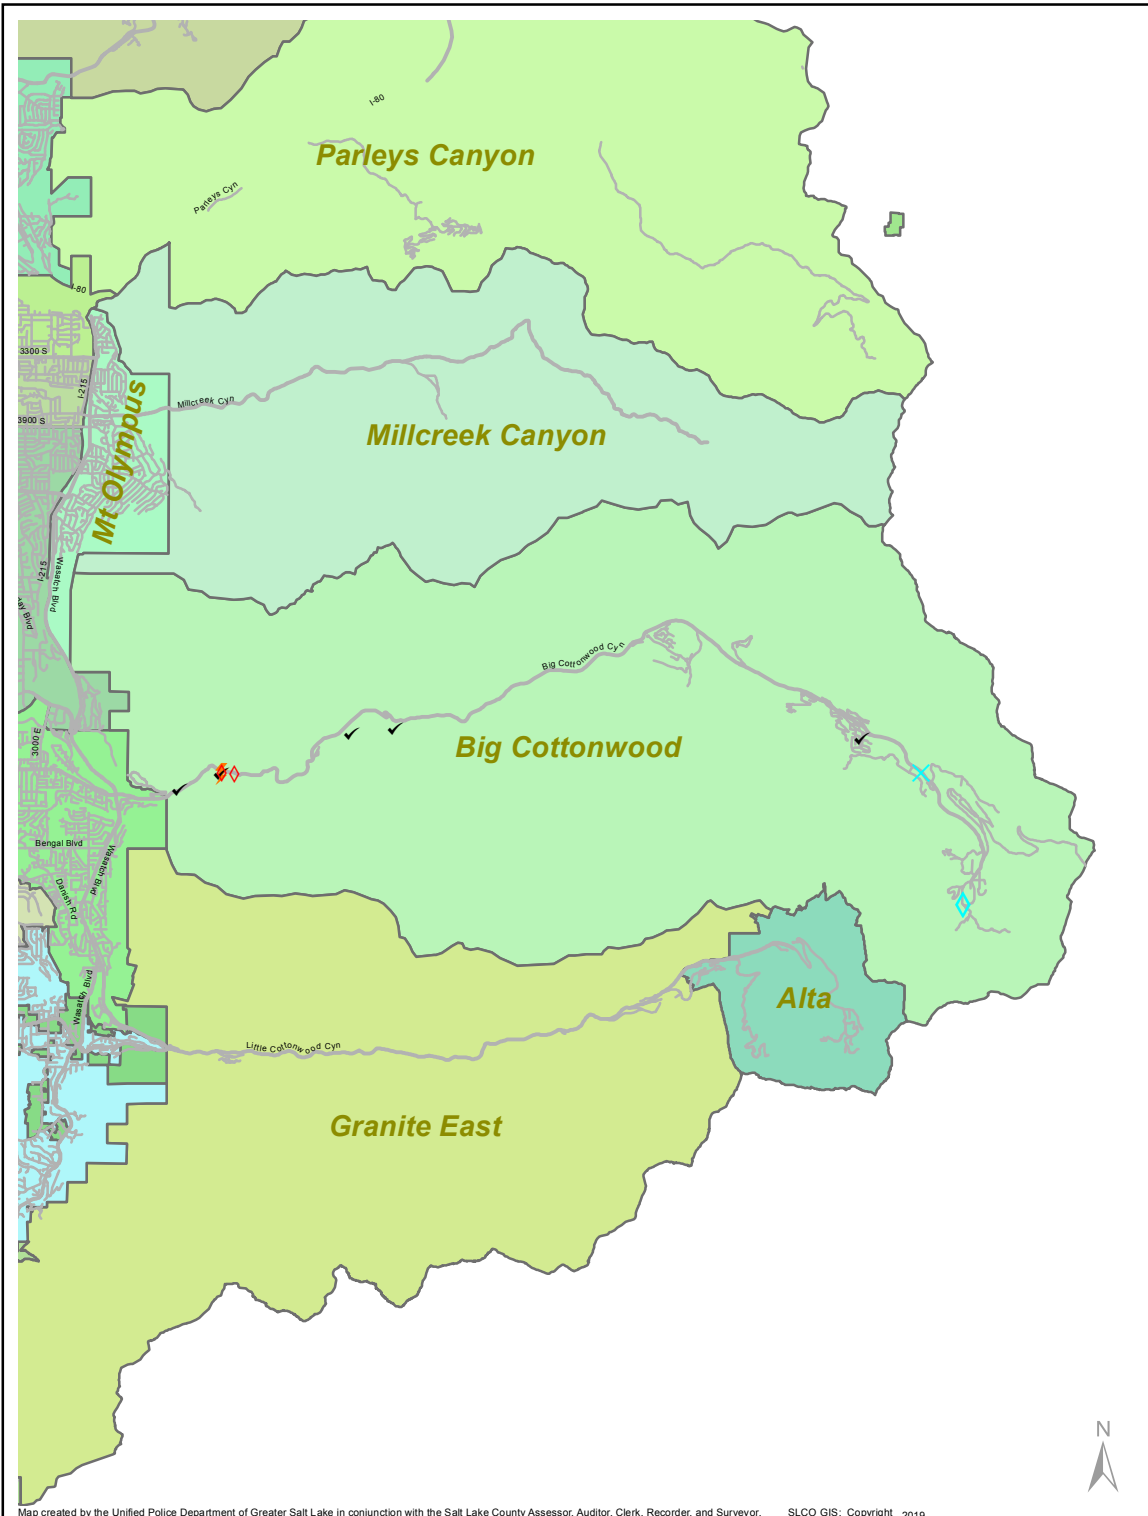 I-80
Parleys Canyon
Parleys Cyn
I-80
3300 S
I-215
Millcreek Cyn
3900 S
Mt Olympus
Millcreek Canyon
I-215
Wasatch Blvd
day Blvd
Big Cottonwood Cyn
3000 E
Big Cottonwood
Bengal Blvd
Wasatch Blvd
Danish Rd
Wasatch Blvd
Alta
Little Cottonwood Cyn
Granite East
N
Map created by the Unified Police Department of Greater Salt Lake in conjunction with the Salt Lake County Assessor, Auditor, Clerk, Recorder, and Surveyor. SLCO GIS: Copyright 2019